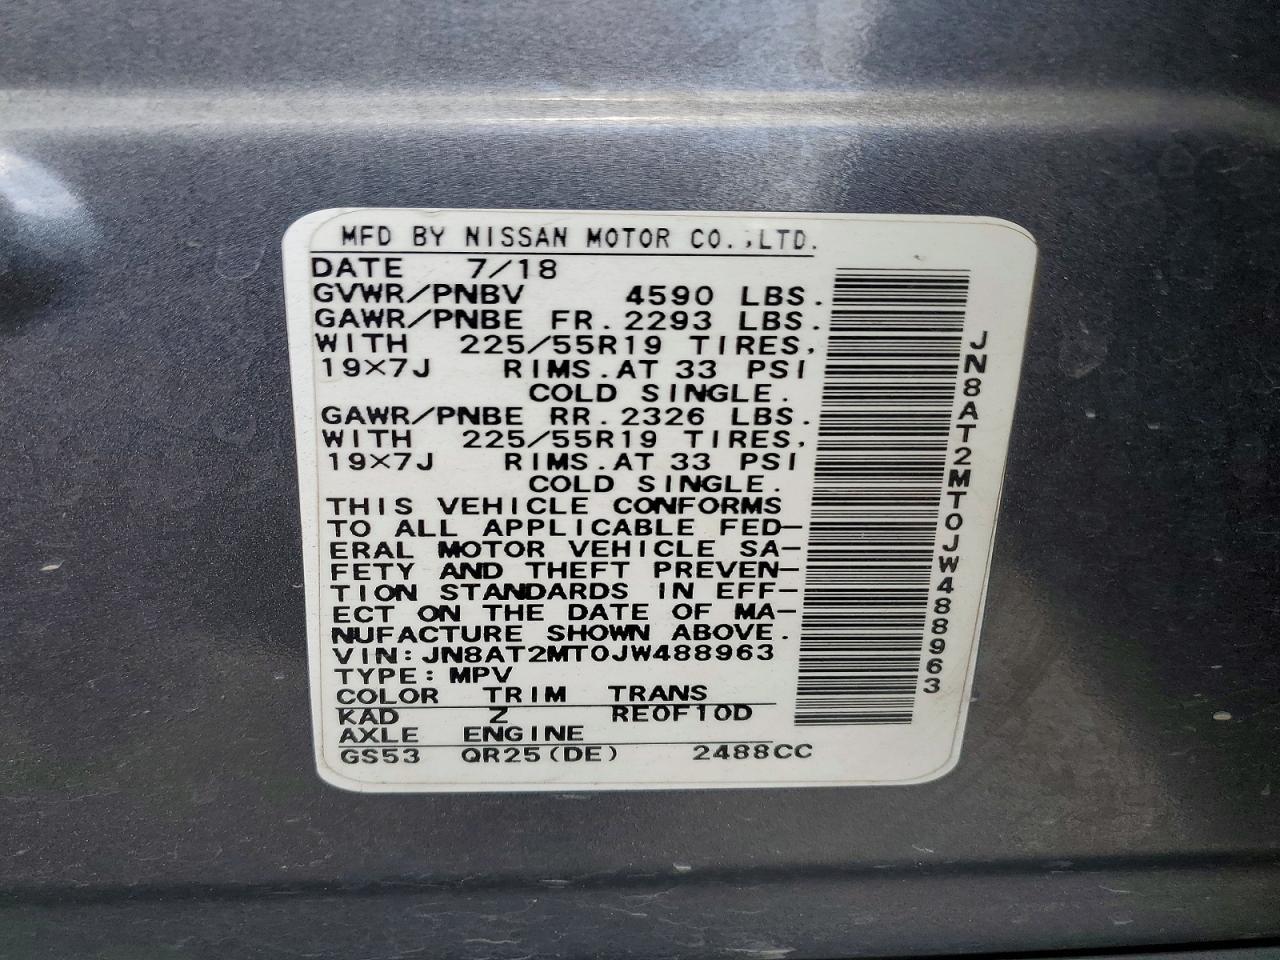 MFD BY NISSAN MOTOR CO.,LTD.
DATE 7/18
GVWR/PNBV 4590 LBS.
GAWR/PNBE FR. 2293 LBS.
WITH 225/55R19 TIRES,
19×7J RIMS.AT 33 PSI
COLD SINGLE.
GAWR/PNBE RR. 2326 LBS.
WITH 225/55R19 TIRES,
19×7J RIMS.AT 33 PSI
COLD SINGLE.
THIS VEHICLE CONFORMS
TO ALL APPLICABLE FED-
ERAL MOTOR VEHICLE SA-
FETY AND THEFT PREVEN-
TION STANDARDS IN EFF-
ECT ON THE DATE OF MA-
NUFACTURE SHOWN ABOVE.
VIN: JN8AT2MT0JW488963
TYPE: MPV
COLOR TRIM TRANS
KAD Z RE0F10D
AXLE ENGINE
GS53 QR25(DE) 2488CC
JN8AT2MT0JW488963